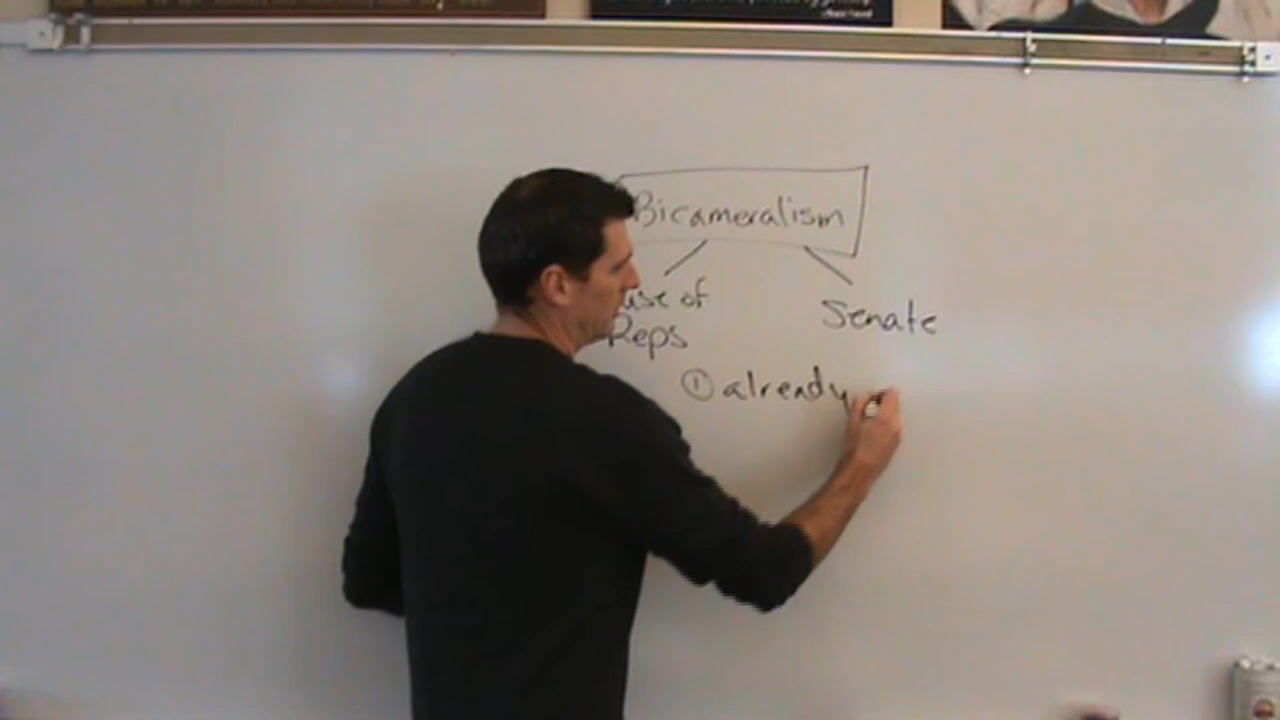 Bicameralism
use of
Reps
Senate
① already